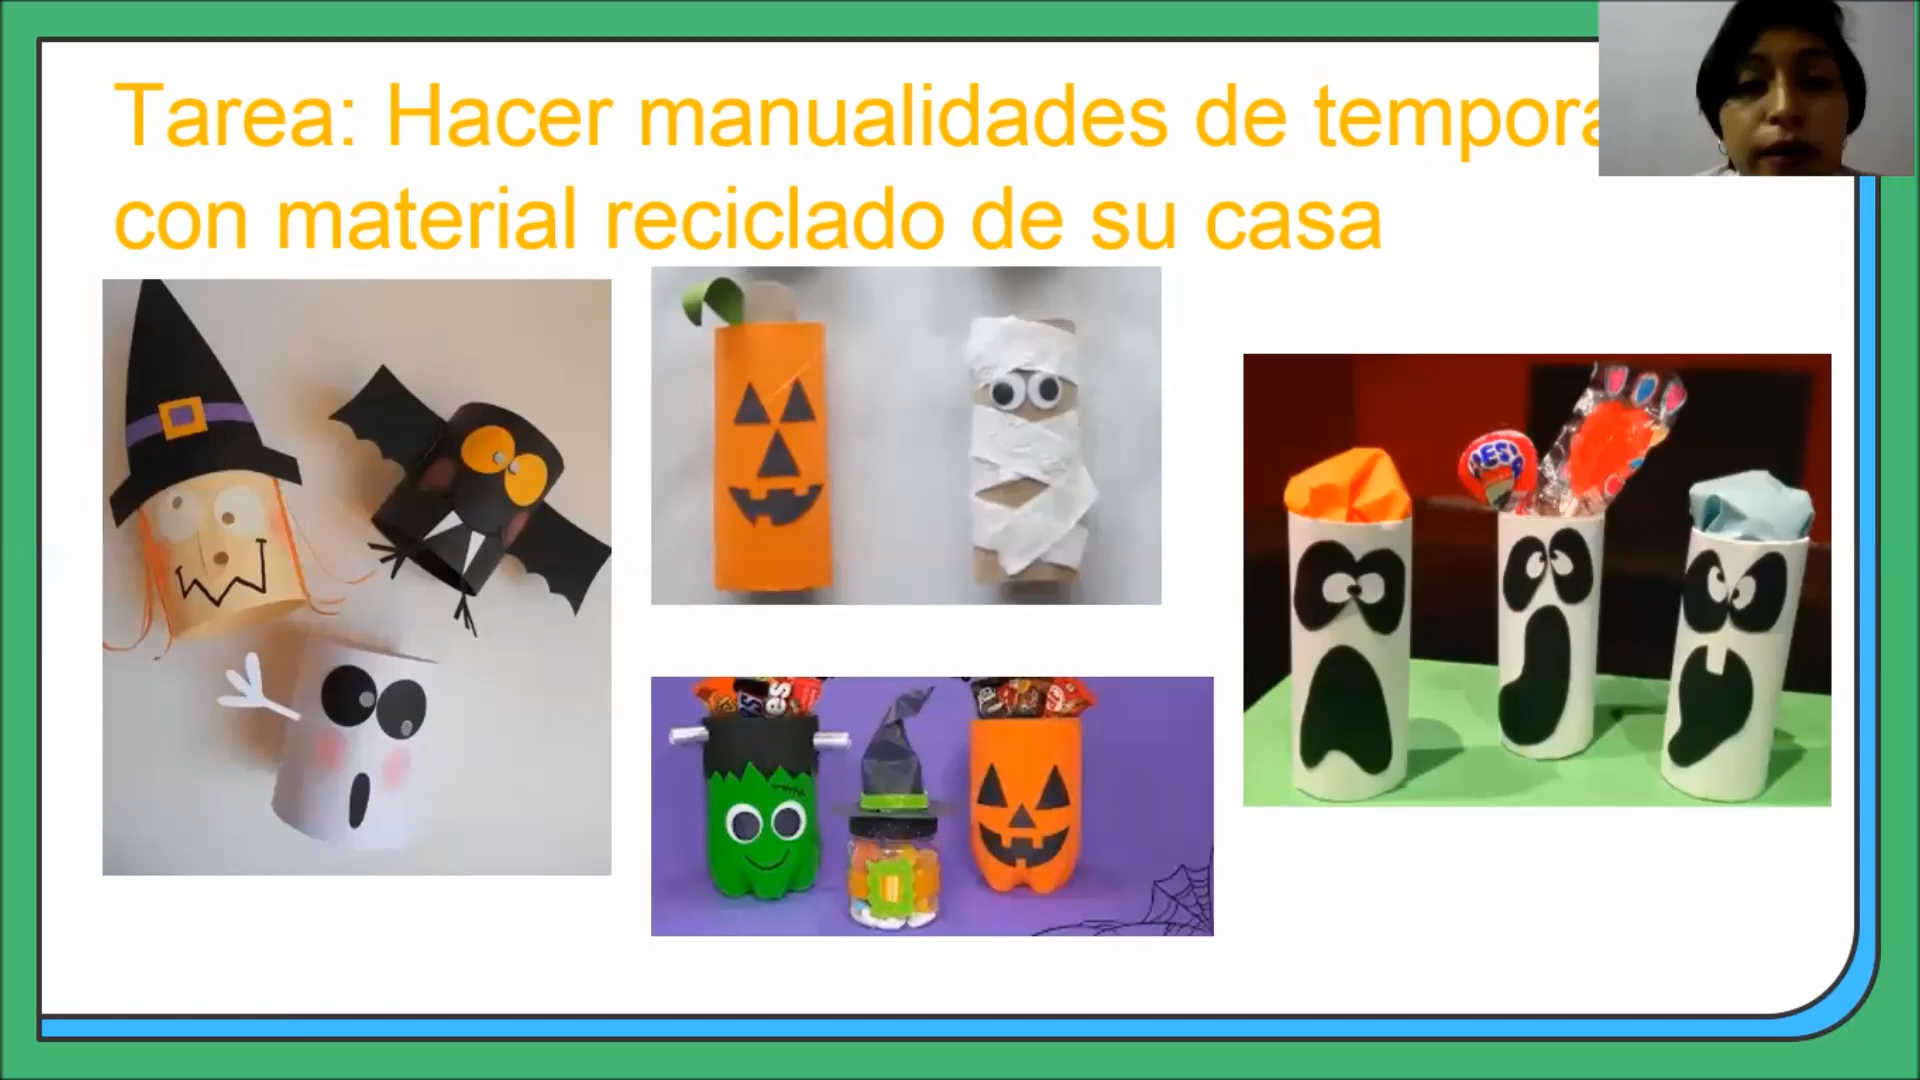 Tarea: Hacer manualidades de tempora
con material reciclado de su casa